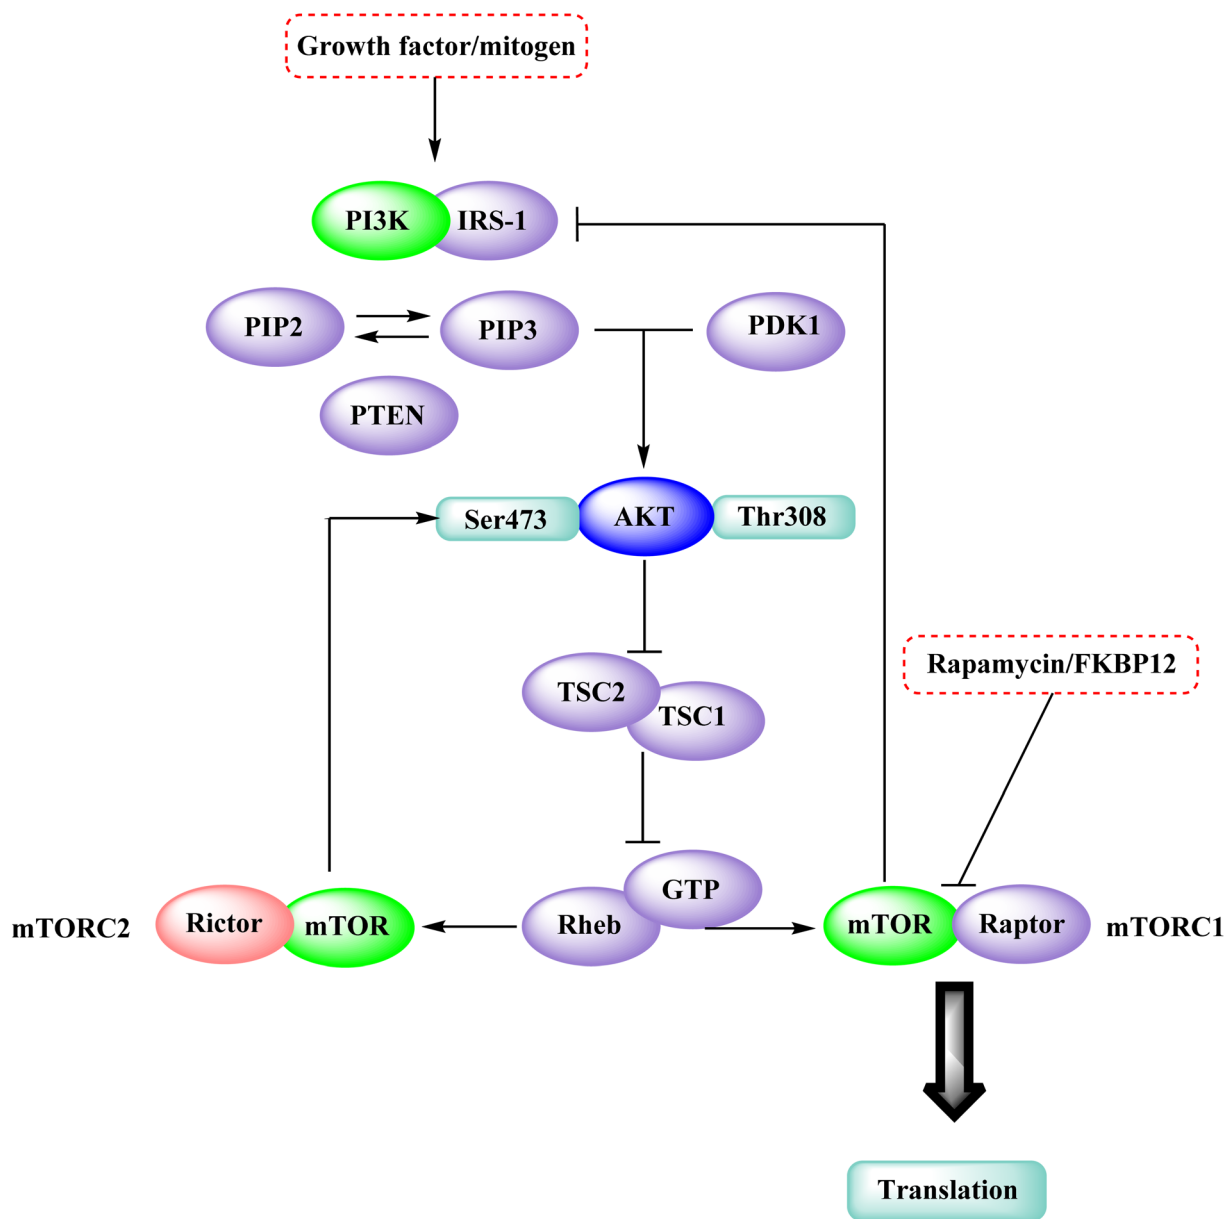 Growth factor/mitogen
PI3K
IRS-1
PIP2
PIP3
PDK1
PTEN
Ser473
AKT
Thr308
Rapamycin/FKBP12
TSC2
TSC1
GTP
mTORC2
Rictor
mTOR
Rheb
mTOR
Raptor
mTORC1
Translation